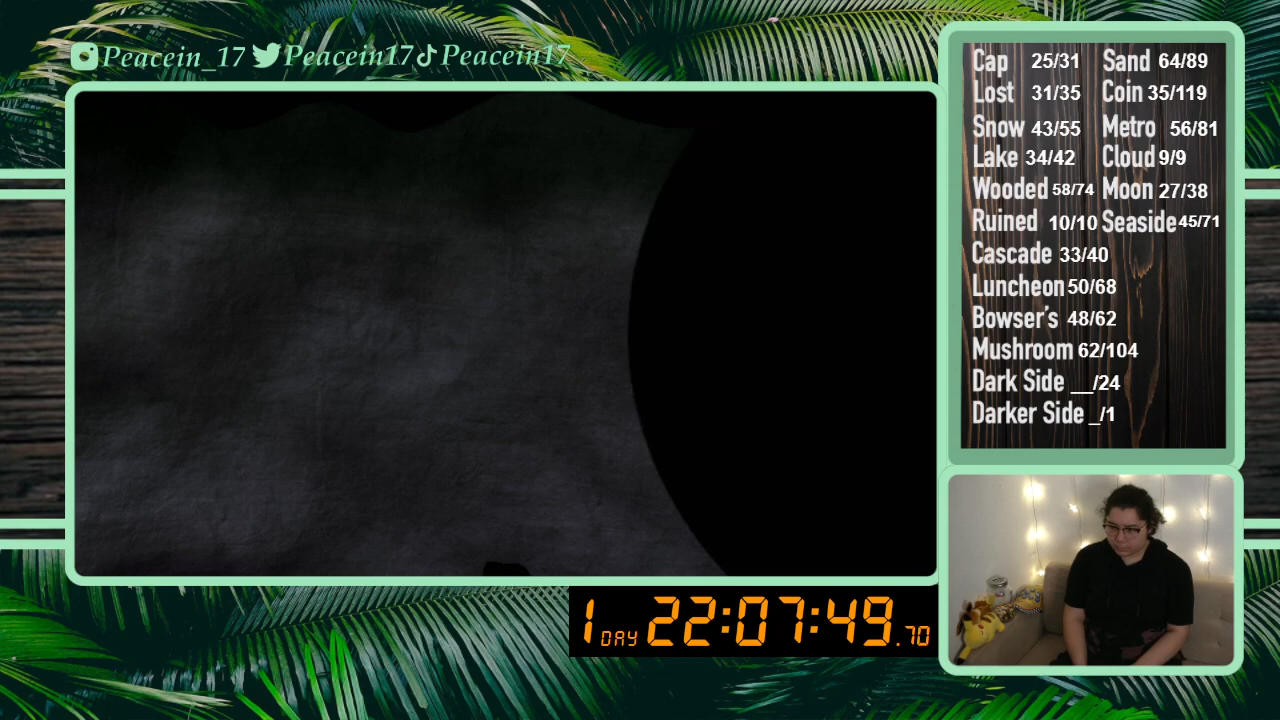 Peacein_17 Peacein17 Peacein17
Cap 25/31 Sand 64/89
Lost 31/35 Coin 35/119
Snow 43/55 Metro 56/81
Lake 34/42 Cloud 9/9
Wooded 58/74 Moon 27/38
Ruined 10/10 Seaside 45/71
Cascade 33/40
Luncheon 50/68
Bowser's 48/62
Mushroom 62/104
Dark Side __/24
Darker Side _/1
1 DAY 22:07:49.70